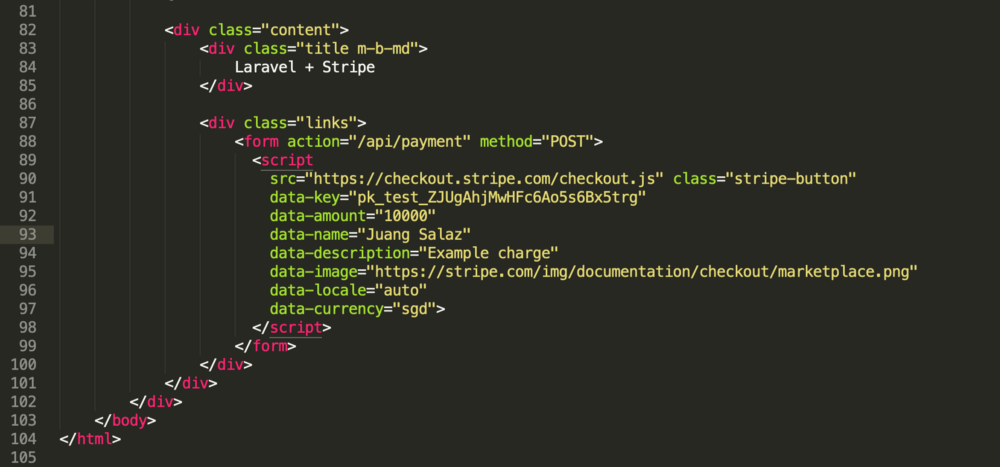 81
82 <div class="content">
83 <div class="title m-b-md">
84 Laravel + Stripe
85 </div>
86
87 <div class="links">
88 <form action="/api/payment" method="POST">
89 <script
90 src="https://checkout.stripe.com/checkout.js" class="stripe-button"
91 data-key="pk_test_ZJUgAhjMwHFc6Ao5s6Bx5trg"
92 data-amount="10000"
93 data-name="Juang Salaz"
94 data-description="Example charge"
95 data-image="https://stripe.com/img/documentation/checkout/marketplace.png"
96 data-locale="auto"
97 data-currency="sgd">
98 </script>
99 </form>
100 </div>
101 </div>
102 </div>
103 </body>
104 </html>
105